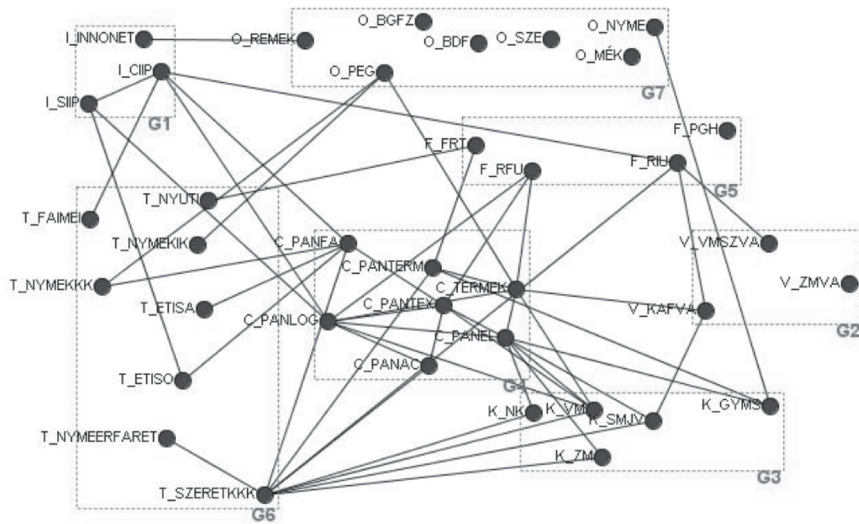 O_BGFZ
O_NYME
I_INNONET
O_REMEK
O_BDF
O_SZE
O_MÉK
I_CIIP
O_PEG
I_SIIP
G1
G7
F_PGH
F_FRT
F_RIU
F_RFU
G5
T_NYUTI
T_FAIMEI
T_NYMEKIK
C_PANFA
V_VMSZVA
C_PANTERM
T_NYMEKKK
C_TERMEK
V_ZMVA
C_PANTEX
T_ETISA
C_PANLOG
V_KAFVA
G2
C_PANEL
C_PANAC
T_ETISO
G4
K_NK
K_VM
K_SMJV
K_GYMS
T_NYMEERFARET
K_ZM
G3
T_SZERETKKK
G6